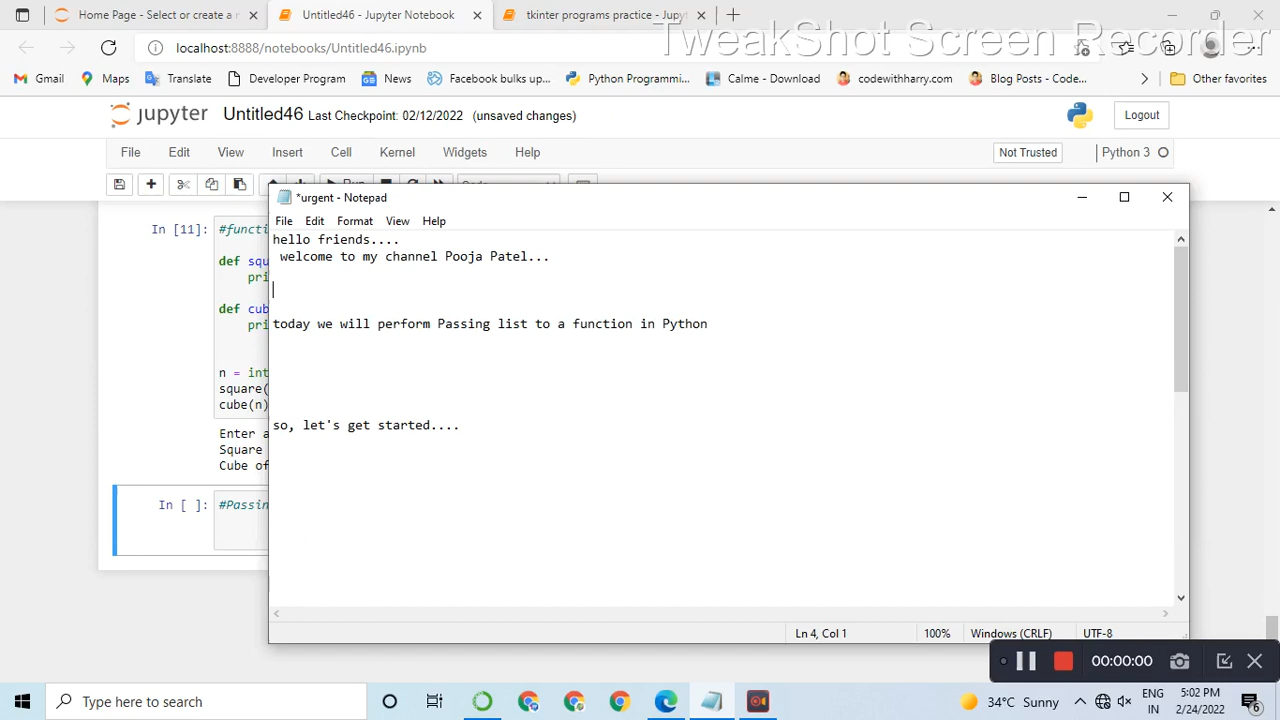 Home Page - Select or create a n
Untitled46 - Jupyter Notebook
tkinter programs practice - Jupyt
TweakShot Screen Recorder
localhost:8888/notebooks/Untitled46.ipynb
Gmail Maps Translate Developer Program News Facebook bulks up... Python Programmi... Calme - Download codewithharry.com Blog Posts - Code... Other favorites
jupyter Untitled46 Last Checkpoint: 02/12/2022 (unsaved changes) Logout
File Edit View Insert Cell Kernel Widgets Help Not Trusted Python 3
*urgent - Notepad
File Edit Format View Help
hello friends....
welcome to my channel Pooja Patel...
today we will perform Passing list to a function in Python
so, let's get started....
Ln 4, Col 1 100% Windows (CRLF) UTF-8
In [11]: #functi
def squ
pri
def cub
pri
n = int
square(
cube(n)
Enter a
Square
Cube of
In [ ]: #Passin
00:00:00
Type here to search
34°C Sunny
ENG
IN
5:02 PM
2/24/2022
6